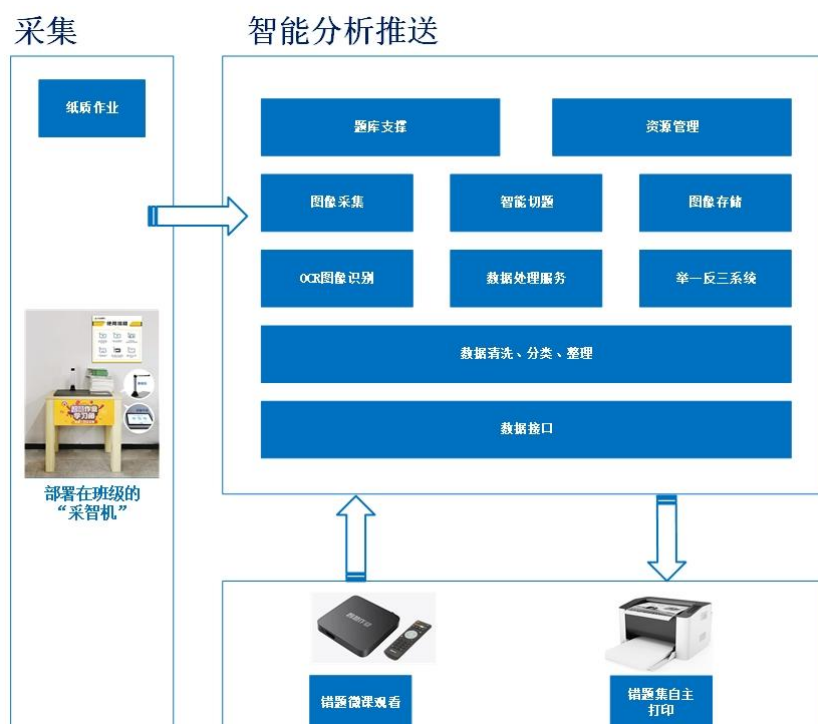 采集
智能分析推送
纸质作业
题库支撑
资源管理
图像采集
智能切题
图像存储
OCR图像识别
数据处理服务
举一反三系统
数据清洗、分类、整理
数据接口
使用流程
部署在班级的
“采智机”
错题微课观看
错题集自主
打印